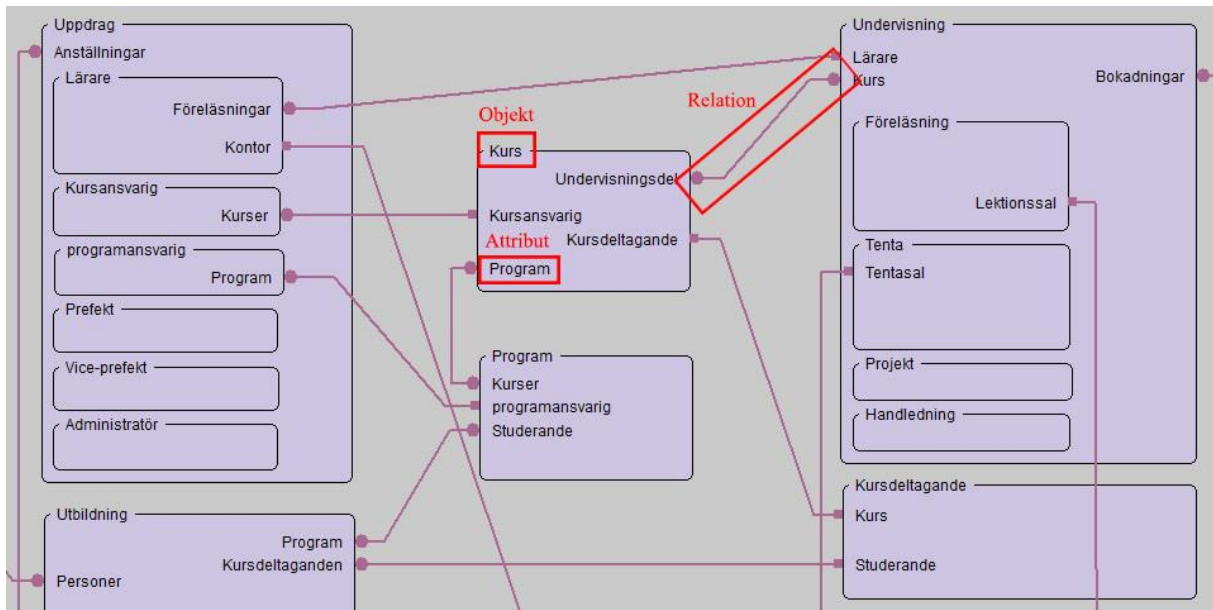 Uppdrag
Anställningar
Lärare
Föreläsningar
Kontor
Kursansvarig
Kurser
programansvarig
Program
Prefekt
Vice-prefekt
Administratör
Utbildning
Program
Kursdeltaganden
Personer
Objekt
Kurs
Undervisningsdel
Kursansvarig
Kursdeltagande
Attribut
Program
Relation
Program
Kurser
programansvarig
Studerande
Undervisning
Lärare
Kurs
Bokadningar
Föreläsning
Lektionssal
Tenta
Tentasal
Projekt
Handledning
Kursdeltagande
Kurs
Studerande